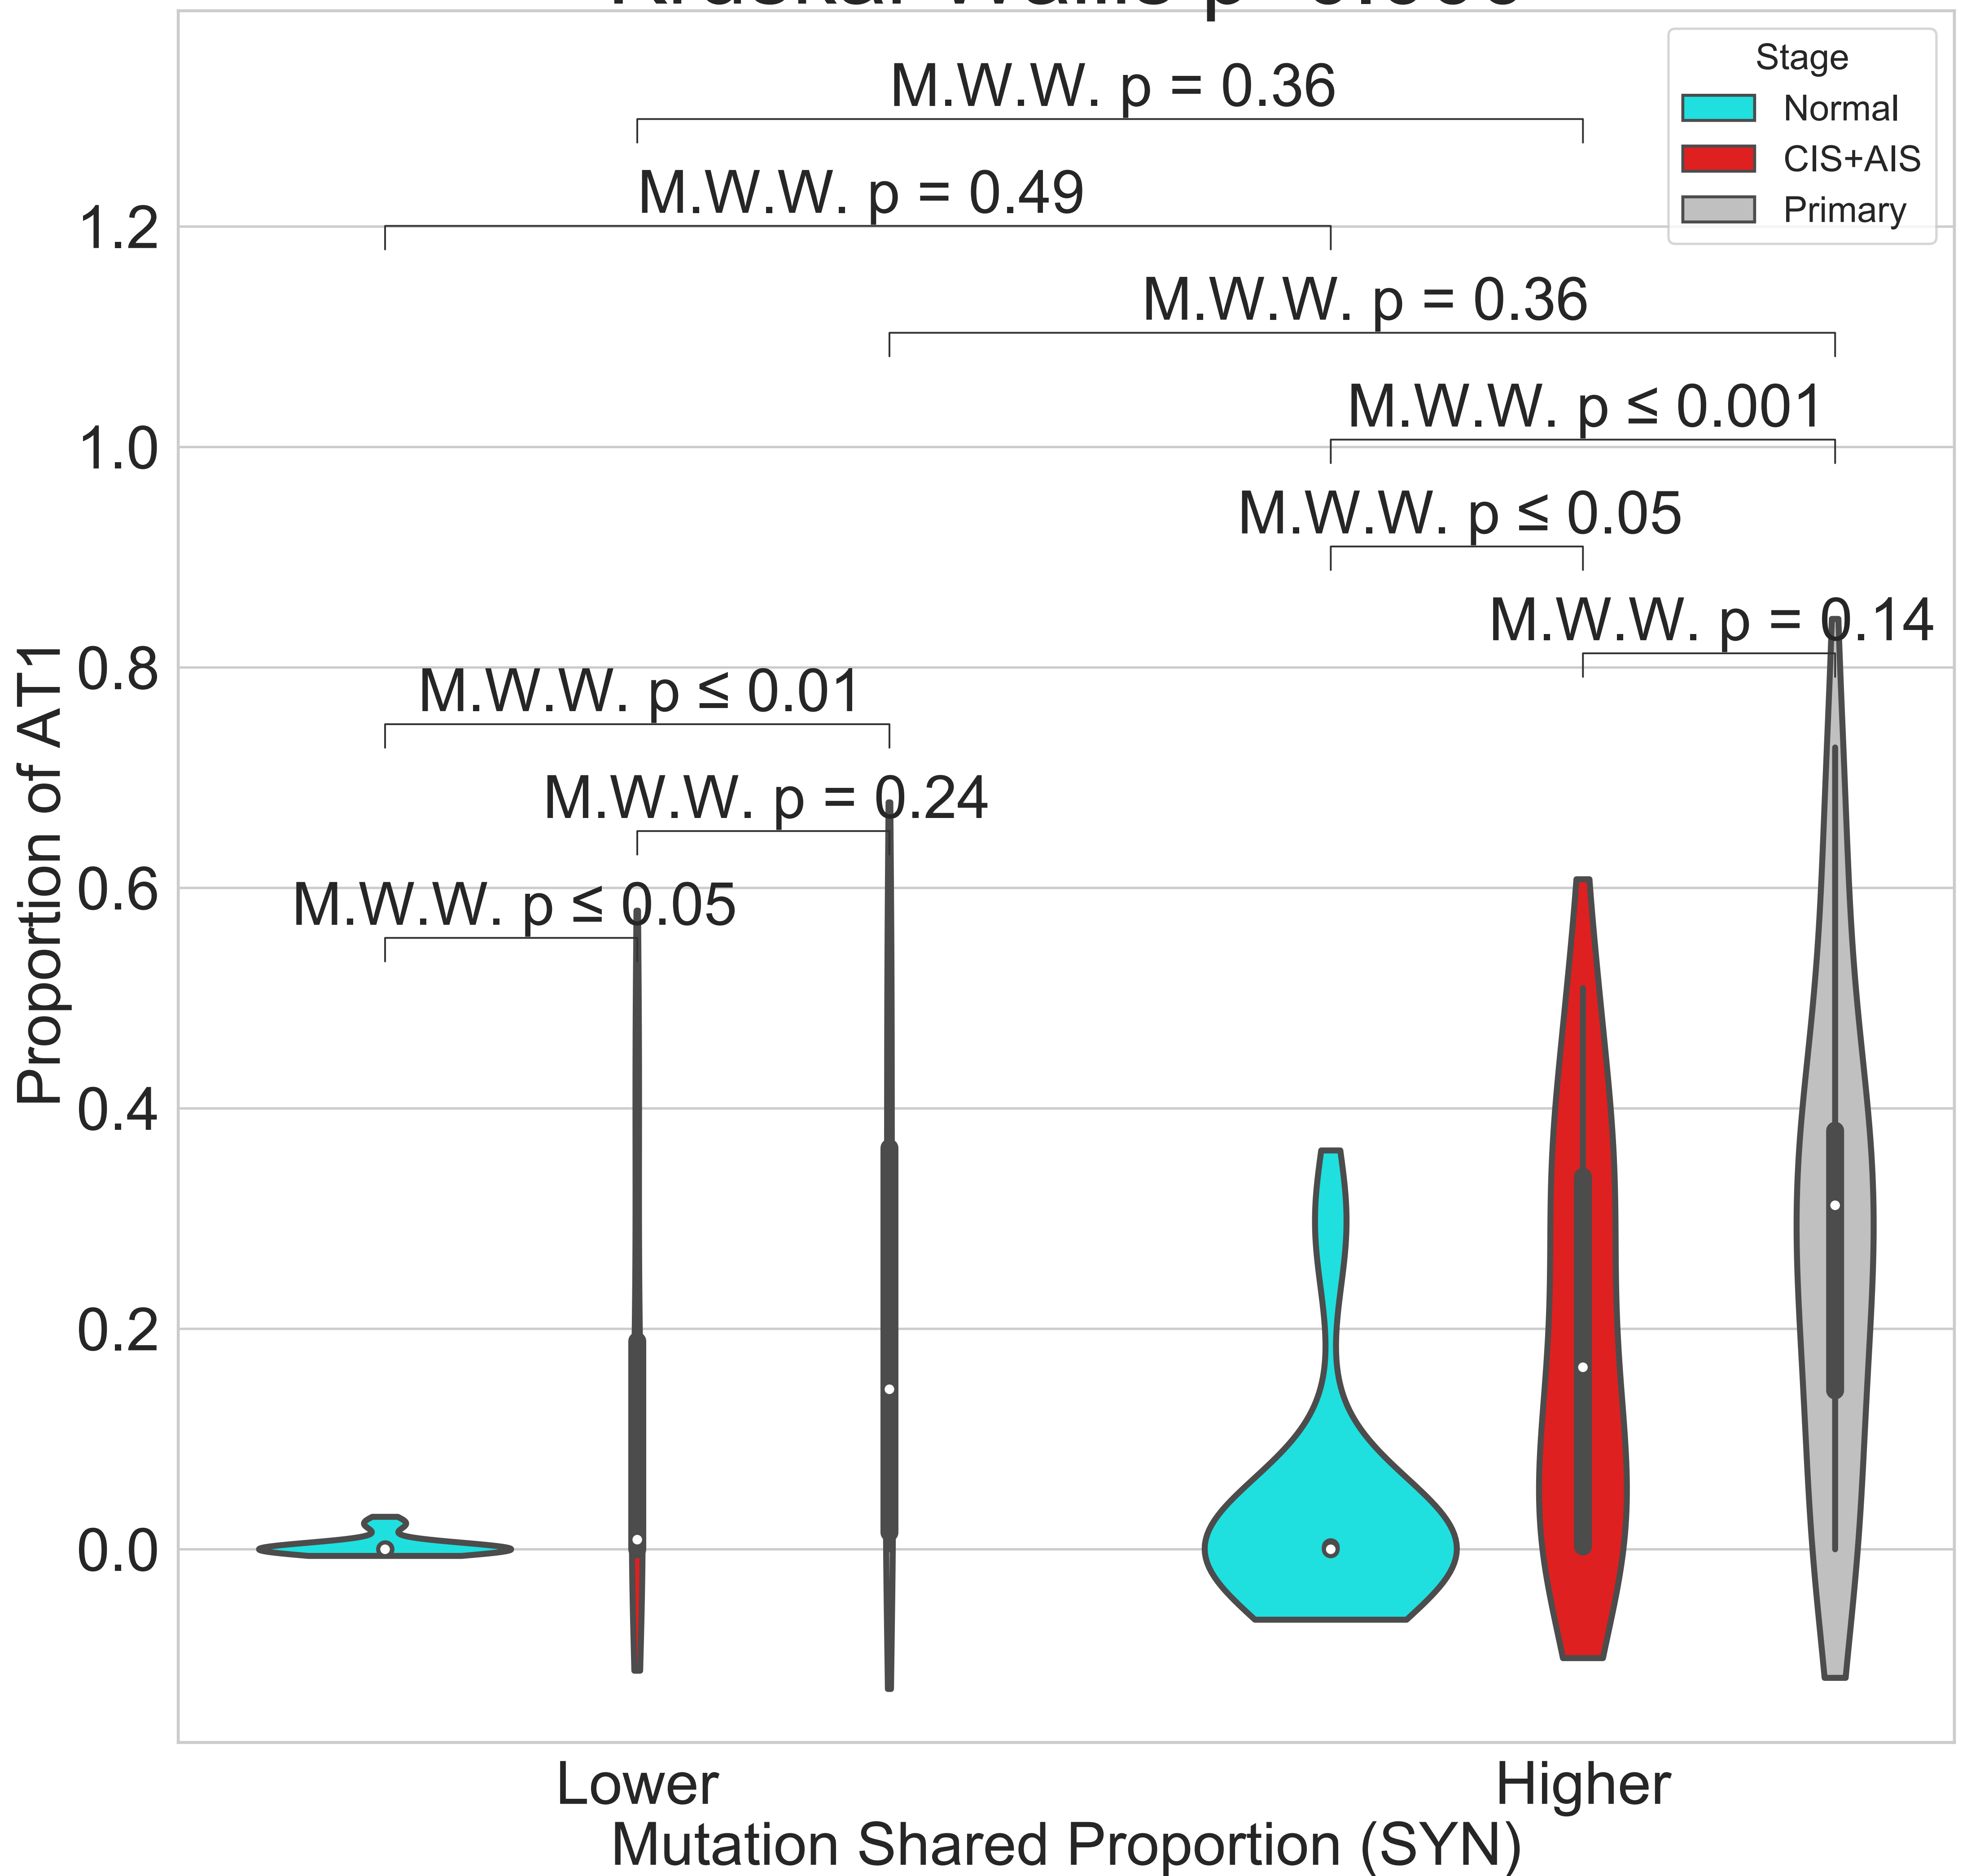 Stage
Normal
CIS+AIS
Primary
M.W.W. p = 0.36
M.W.W. p = 0.49
M.W.W. p = 0.36
M.W.W. p ≤ 0.001
M.W.W. p ≤ 0.05
M.W.W. p = 0.14
M.W.W. p ≤ 0.01
M.W.W. p = 0.24
M.W.W. p ≤ 0.05
1.2
1.0
0.8
0.6
0.4
0.2
0.0
Proportion of AT1
Lower
Higher
Mutation Shared Proportion (SYN)